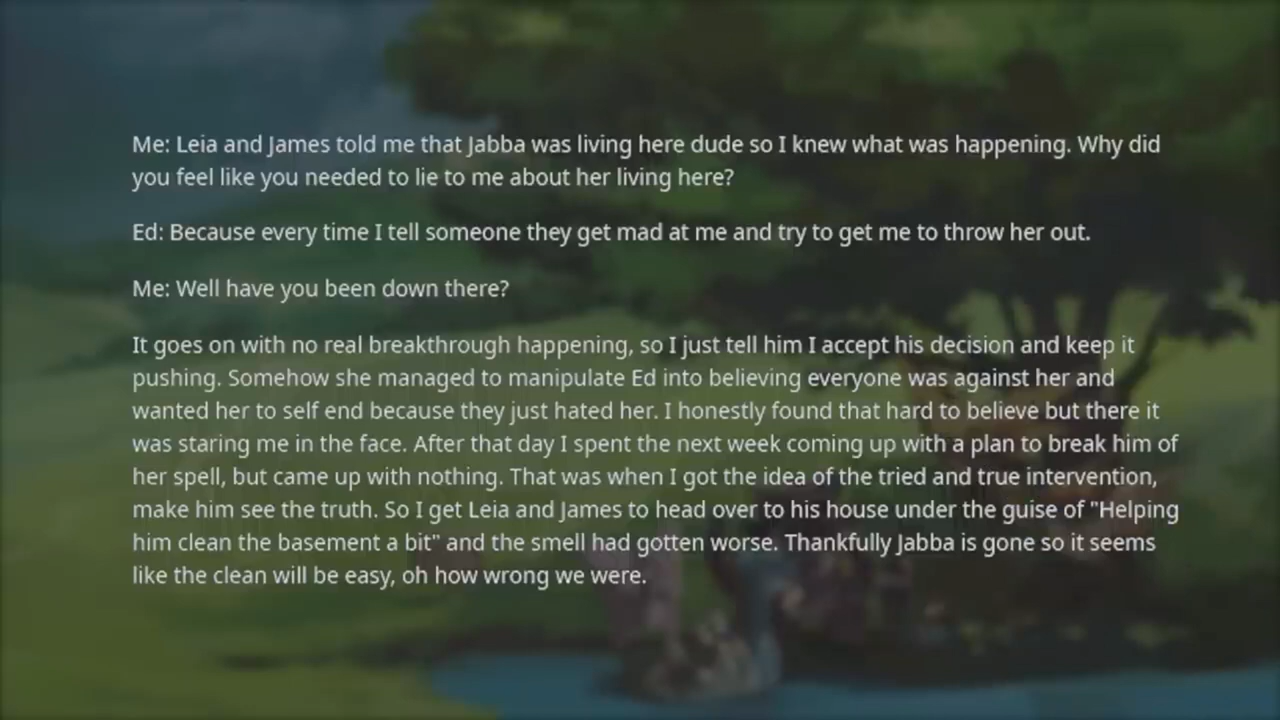 Me: Leia and James told me that Jabba was living here dude so I knew what was happening. Why did
you feel like you needed to lie to me about her living here?
Ed: Because every time I tell someone they get mad at me and try to get me to throw her out.
Me: Well have you been down there?
It goes on with no real breakthrough happening, so I just tell him I accept his decision and keep it
pushing. Somehow she managed to manipulate Ed into believing everyone was against her and
wanted her to self end because they just hated her. I honestly found that hard to believe but there it
was staring me in the face. After that day I spent the next week coming up with a plan to break him of
her spell, but came up with nothing. That was when I got the idea of the tried and true intervention,
make him see the truth. So I get Leia and James to head over to his house under the guise of "Helping
him clean the basement a bit" and the smell had gotten worse. Thankfully Jabba is gone so it seems
like the clean will be easy, oh how wrong we were.